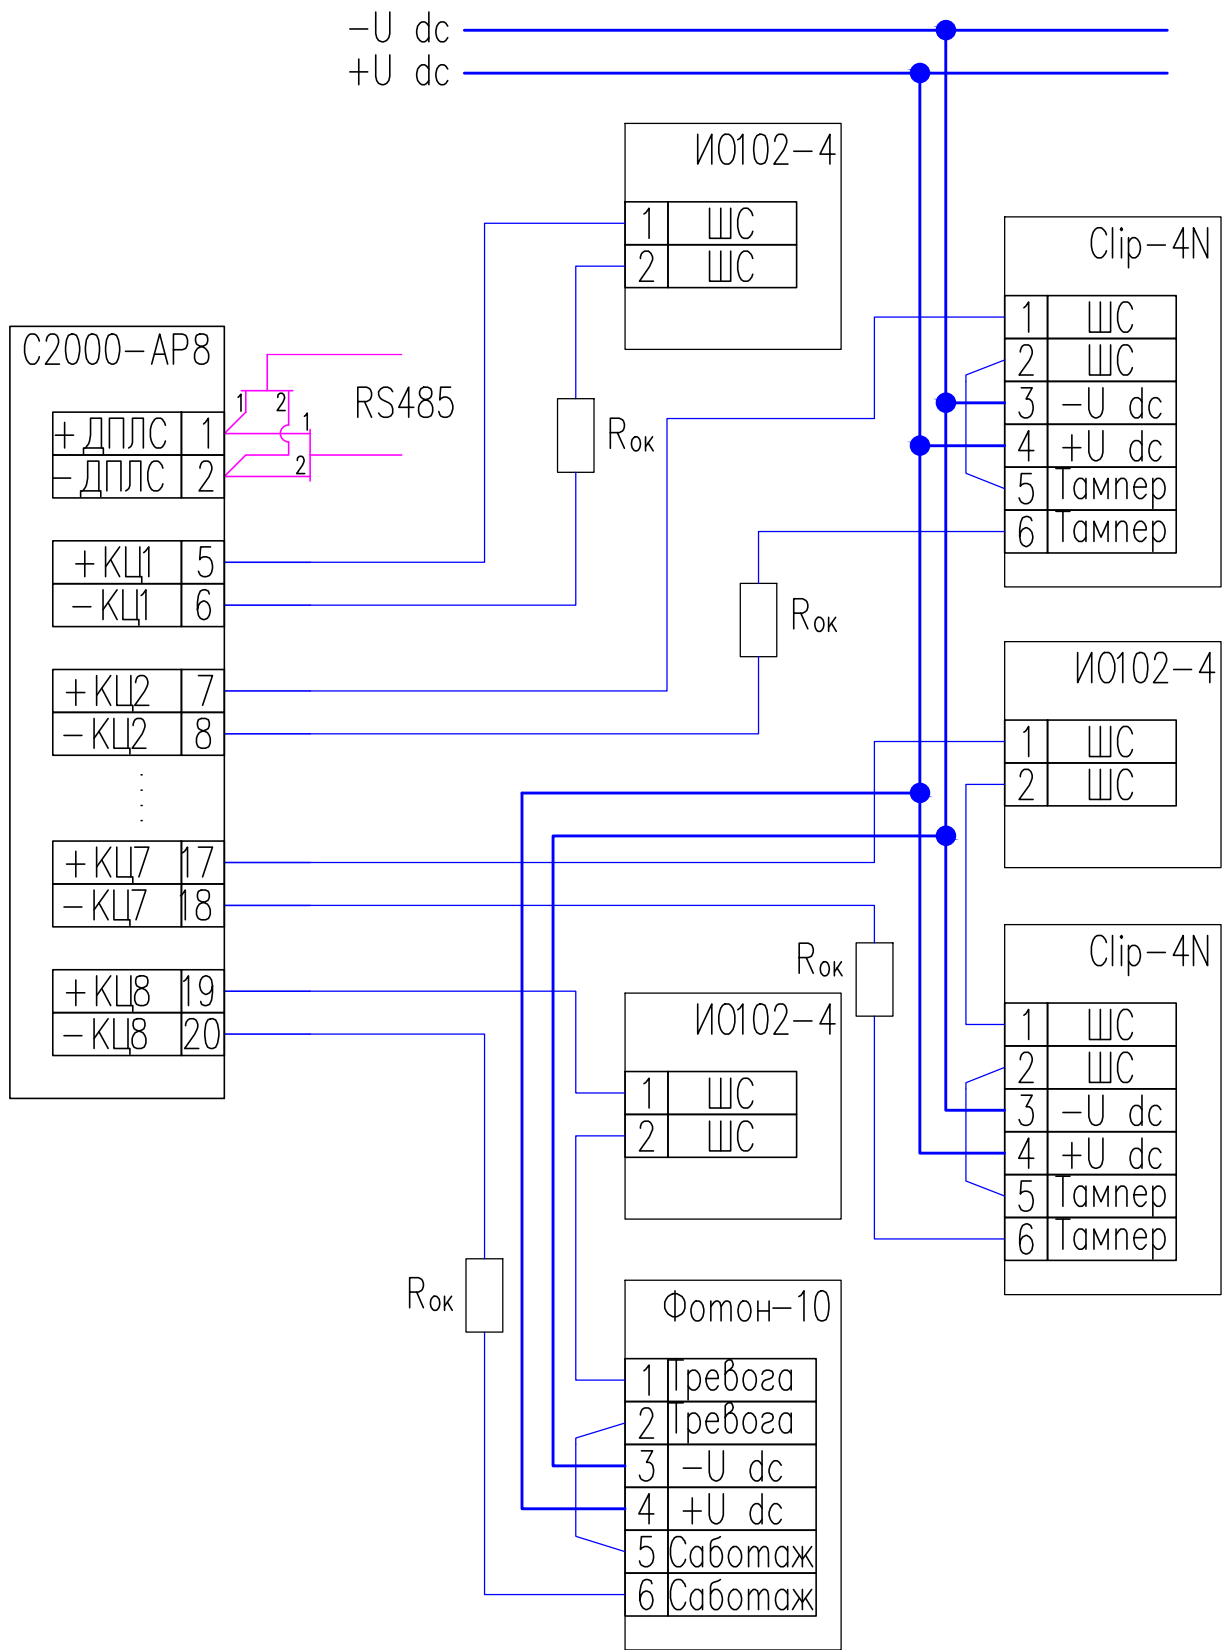 -U dc
+U dc
ИО102-4
1 ШС
2 ШС
Clip-4N
1 ШС
2 ШС
3 -U dc
4 +U dc
5 Тампер
6 Тампер
С2000-АР8
RS485
1 2 1
2
+ДПЛС 1
-ДПЛС 2
+КЦ1 5
-КЦ1 6
+КЦ2 7
-КЦ2 8
+КЦ7 17
-КЦ7 18
+КЦ8 19
-КЦ8 20
Rок
Rок
ИО102-4
1 ШС
2 ШС
Rок
Clip-4N
1 ШС
2 ШС
3 -U dc
4 +U dc
5 Тампер
6 Тампер
ИО102-4
1 ШС
2 ШС
Rок
Фотон-10
1 Тревога
2 Тревога
3 -U dc
4 +U dc
5 Саботаж
6 Саботаж